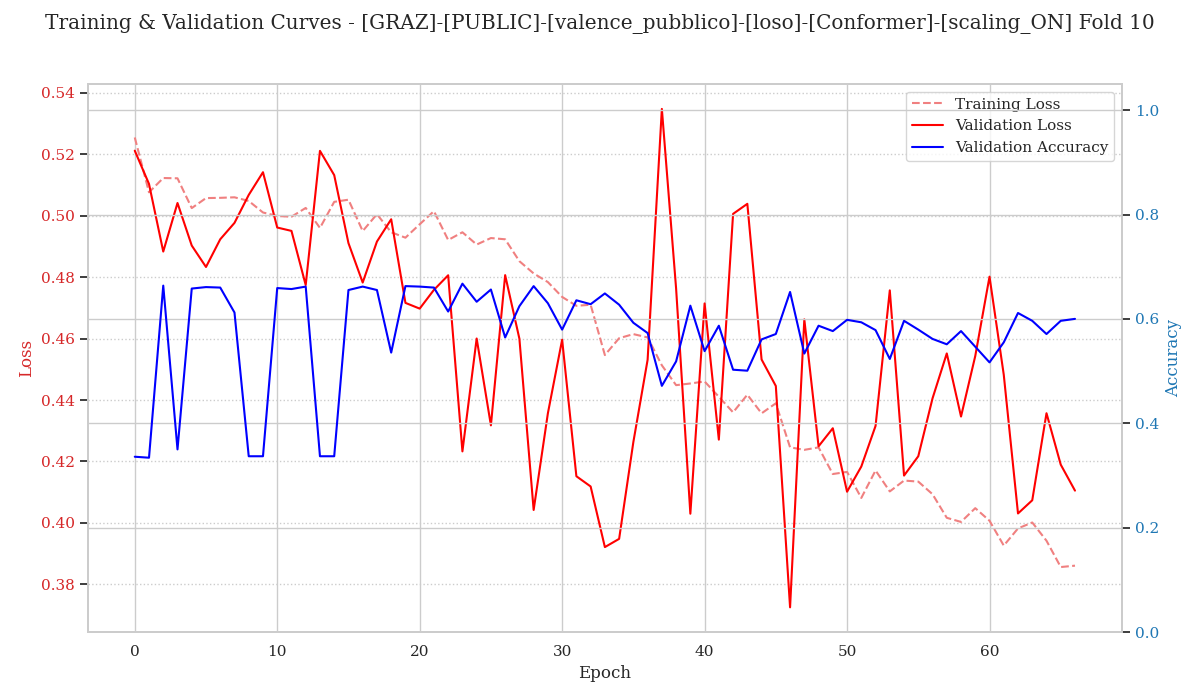 Training & Validation Curves - [GRAZ]-[PUBLIC]-[valence_pubblico]-[loso]-[Conformer]-[scaling_ON] Fold 10
Training Loss
Validation Loss
Validation Accuracy
Loss
0.54
0.52
0.50
0.48
0.46
0.44
0.42
0.40
0.38
1.0
0.8
0.6
0.4
0.2
0.0
Accuracy
0 10 20 30 40 50 60
Epoch